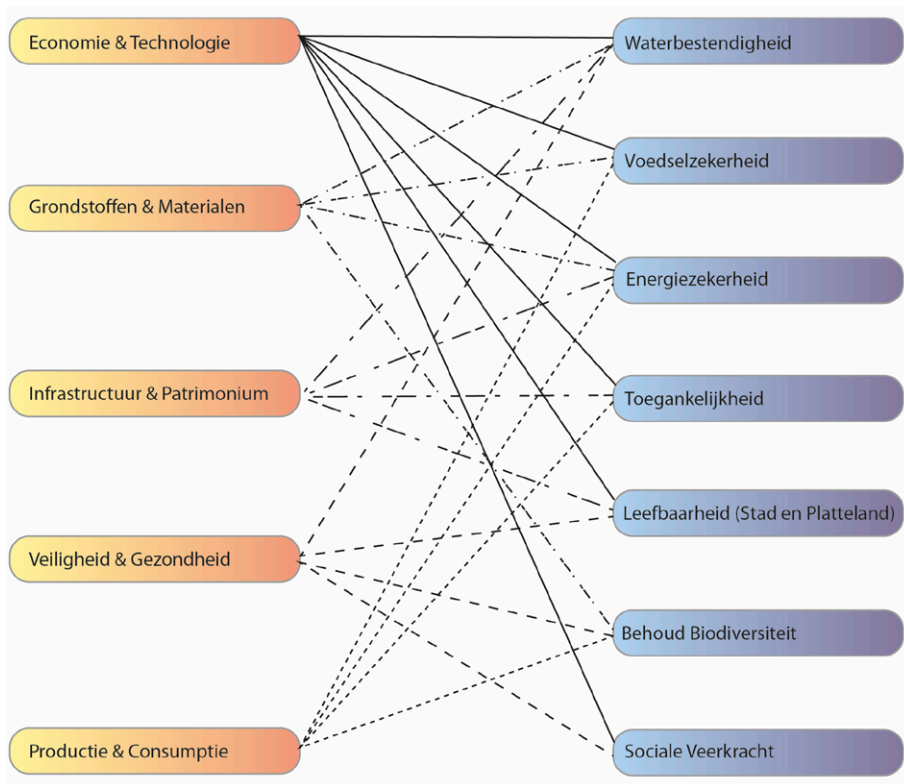 Economie & Technologie
Waterbestendigheid
Voedselzekerheid
Grondstoffen & Materialen
Energiezekerheid
Infrastructuur & Patrimonium
Toegankelijkheid
Leefbaarheid (Stad en Platteland)
Veiligheid & Gezondheid
Behoud Biodiversiteit
Productie & Consumptie
Sociale Veerkracht